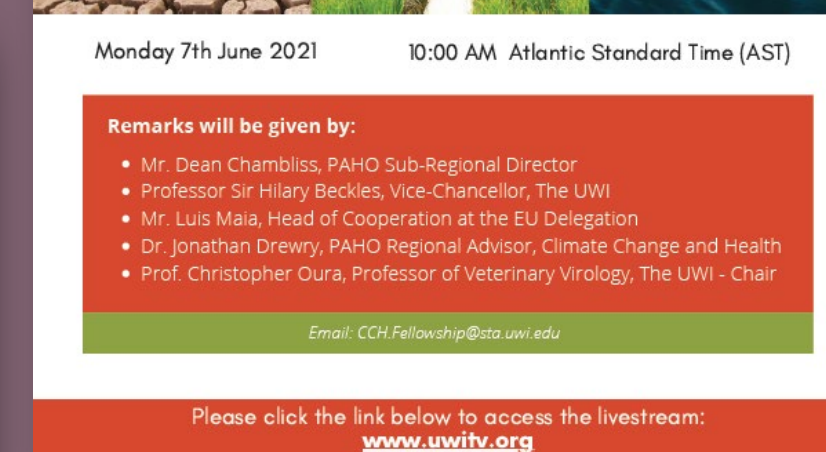 Monday 7th June 2021 10:00 AM Atlantic Standard Time (AST)
Remarks will be given by:
• Mr. Dean Chambliss, PAHO Sub-Regional Director
• Professor Sir Hilary Beckles, Vice-Chancellor, The UWI
• Mr. Luis Maia, Head of Cooperation at the EU Delegation
• Dr. Jonathan Drewry, PAHO Regional Advisor, Climate Change and Health
• Prof. Christopher Oura, Professor of Veterinary Virology, The UWI - Chair
Email: CCH.Fellowship@sta.uwi.edu
Please click the link below to access the livestream:
www.uwitv.org